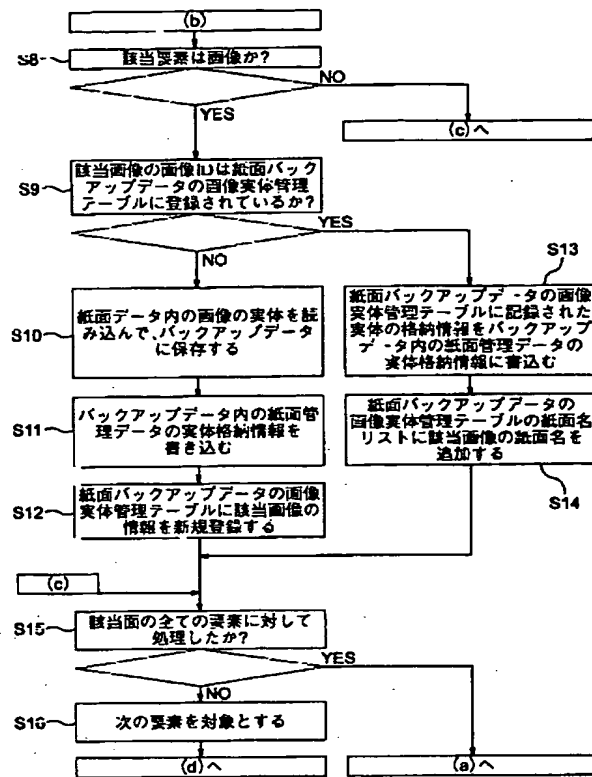 (b)
S8
該当要素は画像か?
NO
YES
(c)へ
S9
該当画像の画像IDは紙面バック
アップデータの画像実体管理
テーブルに登録されているか?
YES
NO
S13
S10
紙面データ内の画像の実体を読
み込んで、バックアップデータ
に保存する
紙面バックアップデータの画像
実体管理テーブルに記録された
実体の格納情報をバックアップ
データ内の紙面管理データの
実体格納情報に書込む
S11
バックアップデータ内の紙面管
理データの実体格納情報を
書き込む
紙面バックアップデータの
画像実体管理テーブルの紙面名
リストに該当画像の紙面名を
追加する
S14
S12
紙面バックアップデータの画像
実体管理テーブルに該当画像の
情報を新規登録する
(c)
S15
該当面の全ての要素に対して
処理したか?
YES
NO
S16
次の要素を対象とする
(d)へ
(a)へ